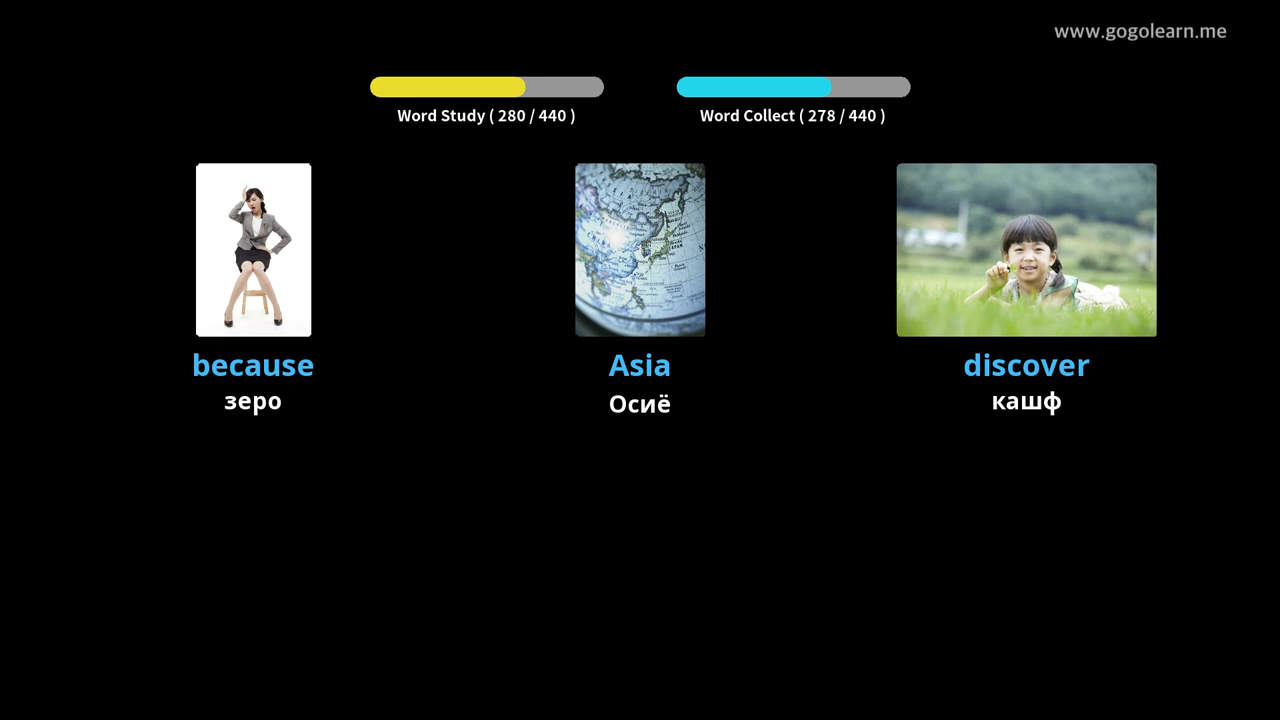 www.gogolearn.me
Word Study ( 280 / 440 )
Word Collect ( 278 / 440 )
because
зеро
Asia
Осиё
discover
кашф